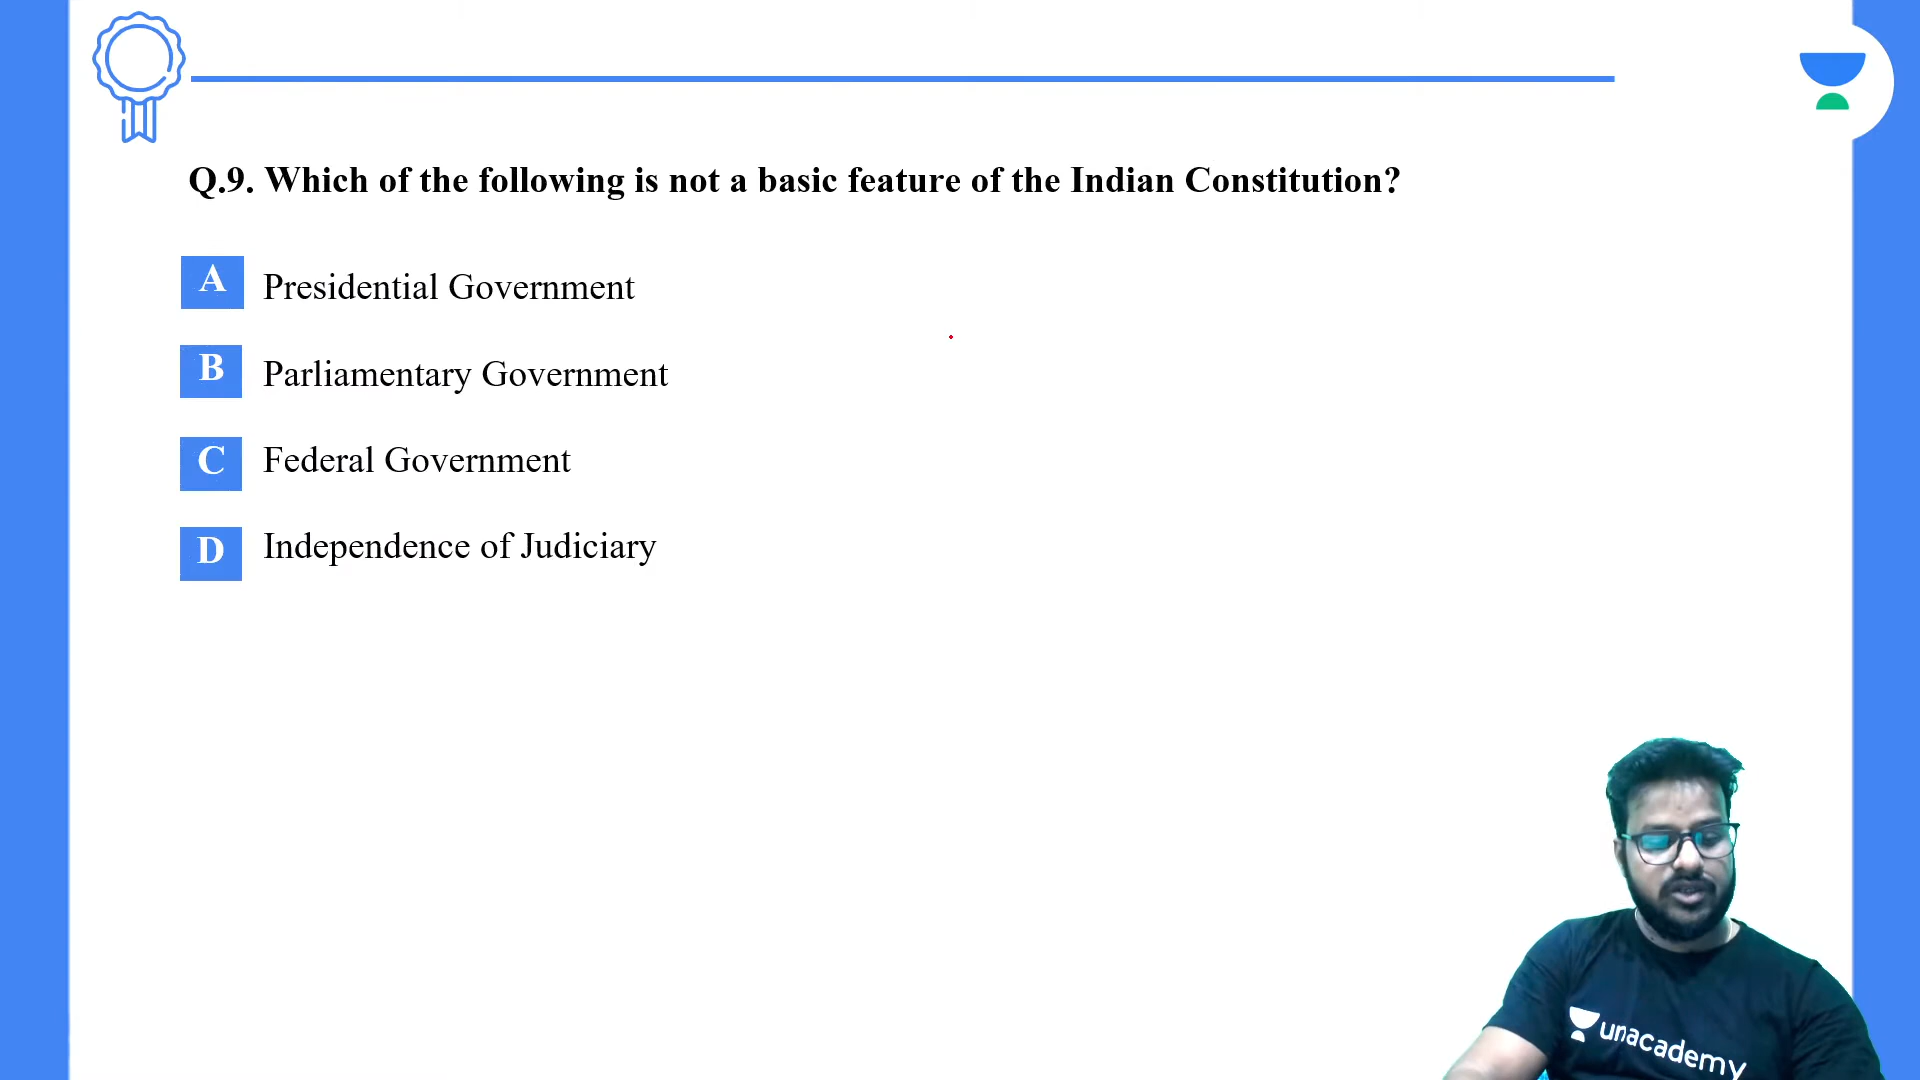 Q.9. Which of the following is not a basic feature of the Indian Constitution?
A Presidential Government
B Parliamentary Government
C Federal Government
D Independence of Judiciary
unacademy